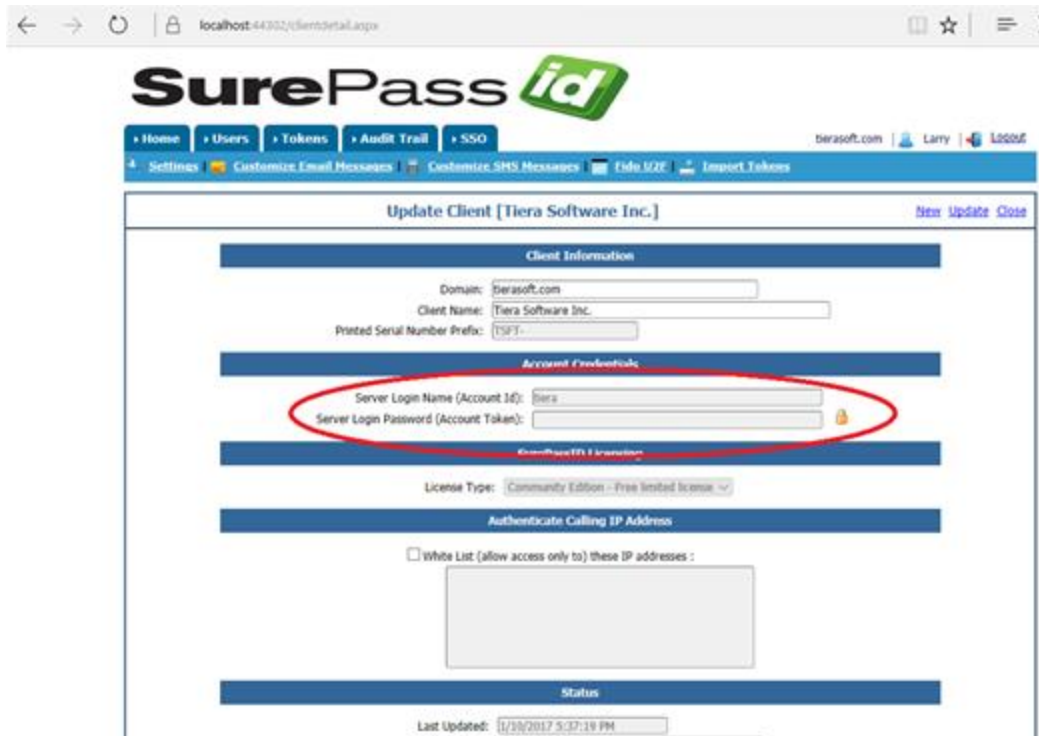 localhost:44302/clientdetail.aspx
SurePass id
Home Users Tokens Audit Trail SSO tierasoft.com | Larry | Logout
Settings | Customize Email Messages | Customize SMS Messages | Fido U2F | Import Tokens
Update Client [Tiera Software Inc.] New Update Close
Client Information
Domain: tierasoft.com
Client Name: Tiera Software Inc.
Printed Serial Number Prefix: TSFT-
Account Credentials
Server Login Name (Account Id): tiera
Server Login Password (Account Token):
SurePassID Licensing
License Type: Community Edition - Free limited license
Authenticate Calling IP Address
White List (allow access only to) these IP addresses :
Status
Last Updated: 1/10/2017 5:37:19 PM